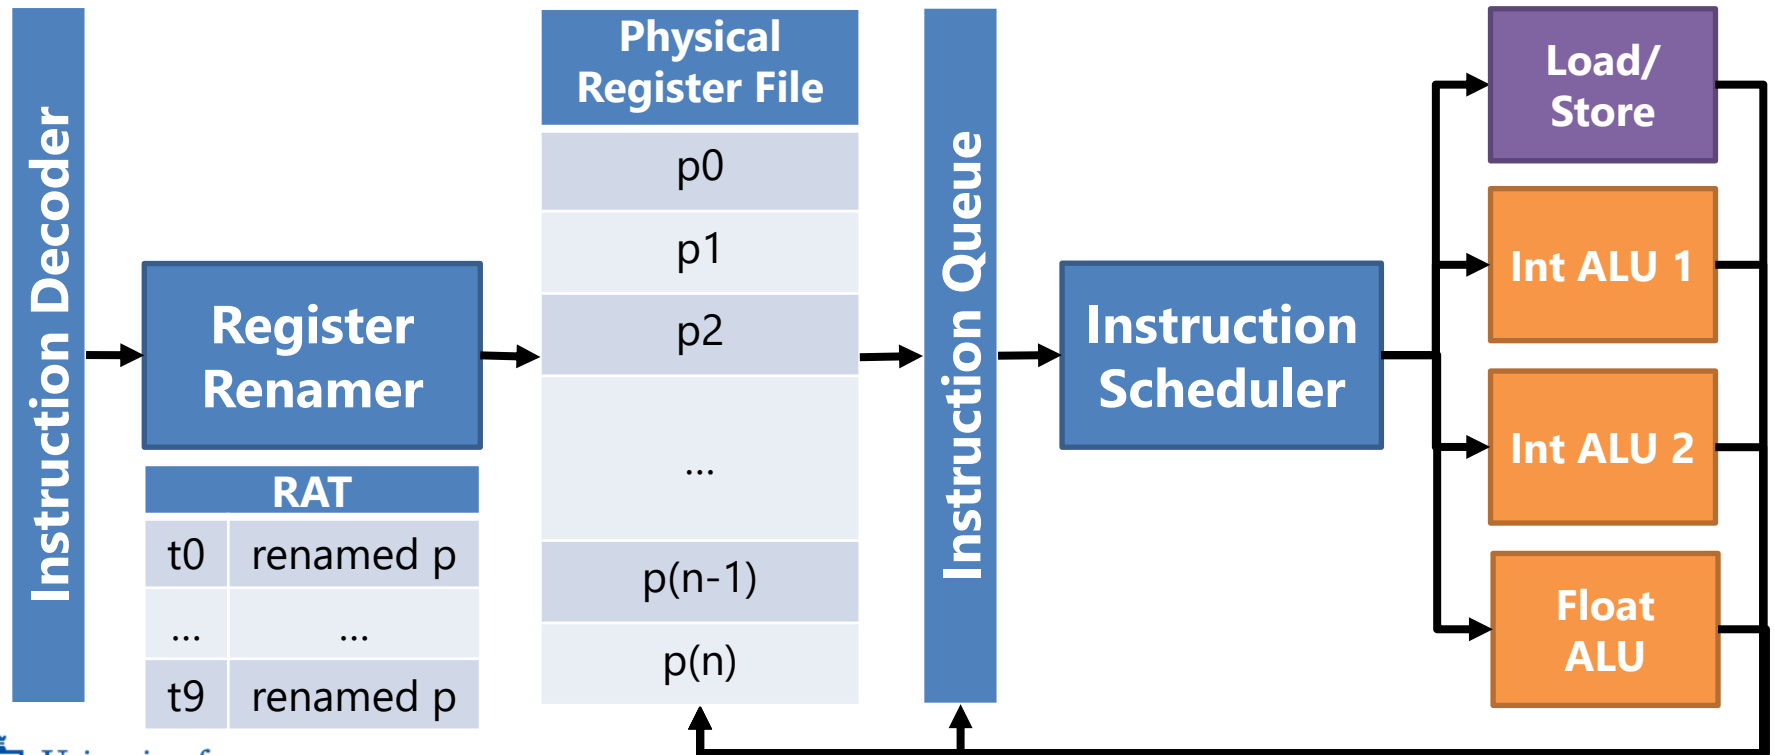 Instruction Decoder
Register
Renamer
RAT
t0 renamed p
... ...
t9 renamed p
Physical
Register File
p0
p1
p2
...
p(n-1)
p(n)
Instruction Queue
Instruction
Scheduler
Load/
Store
Int ALU 1
Int ALU 2
Float
ALU